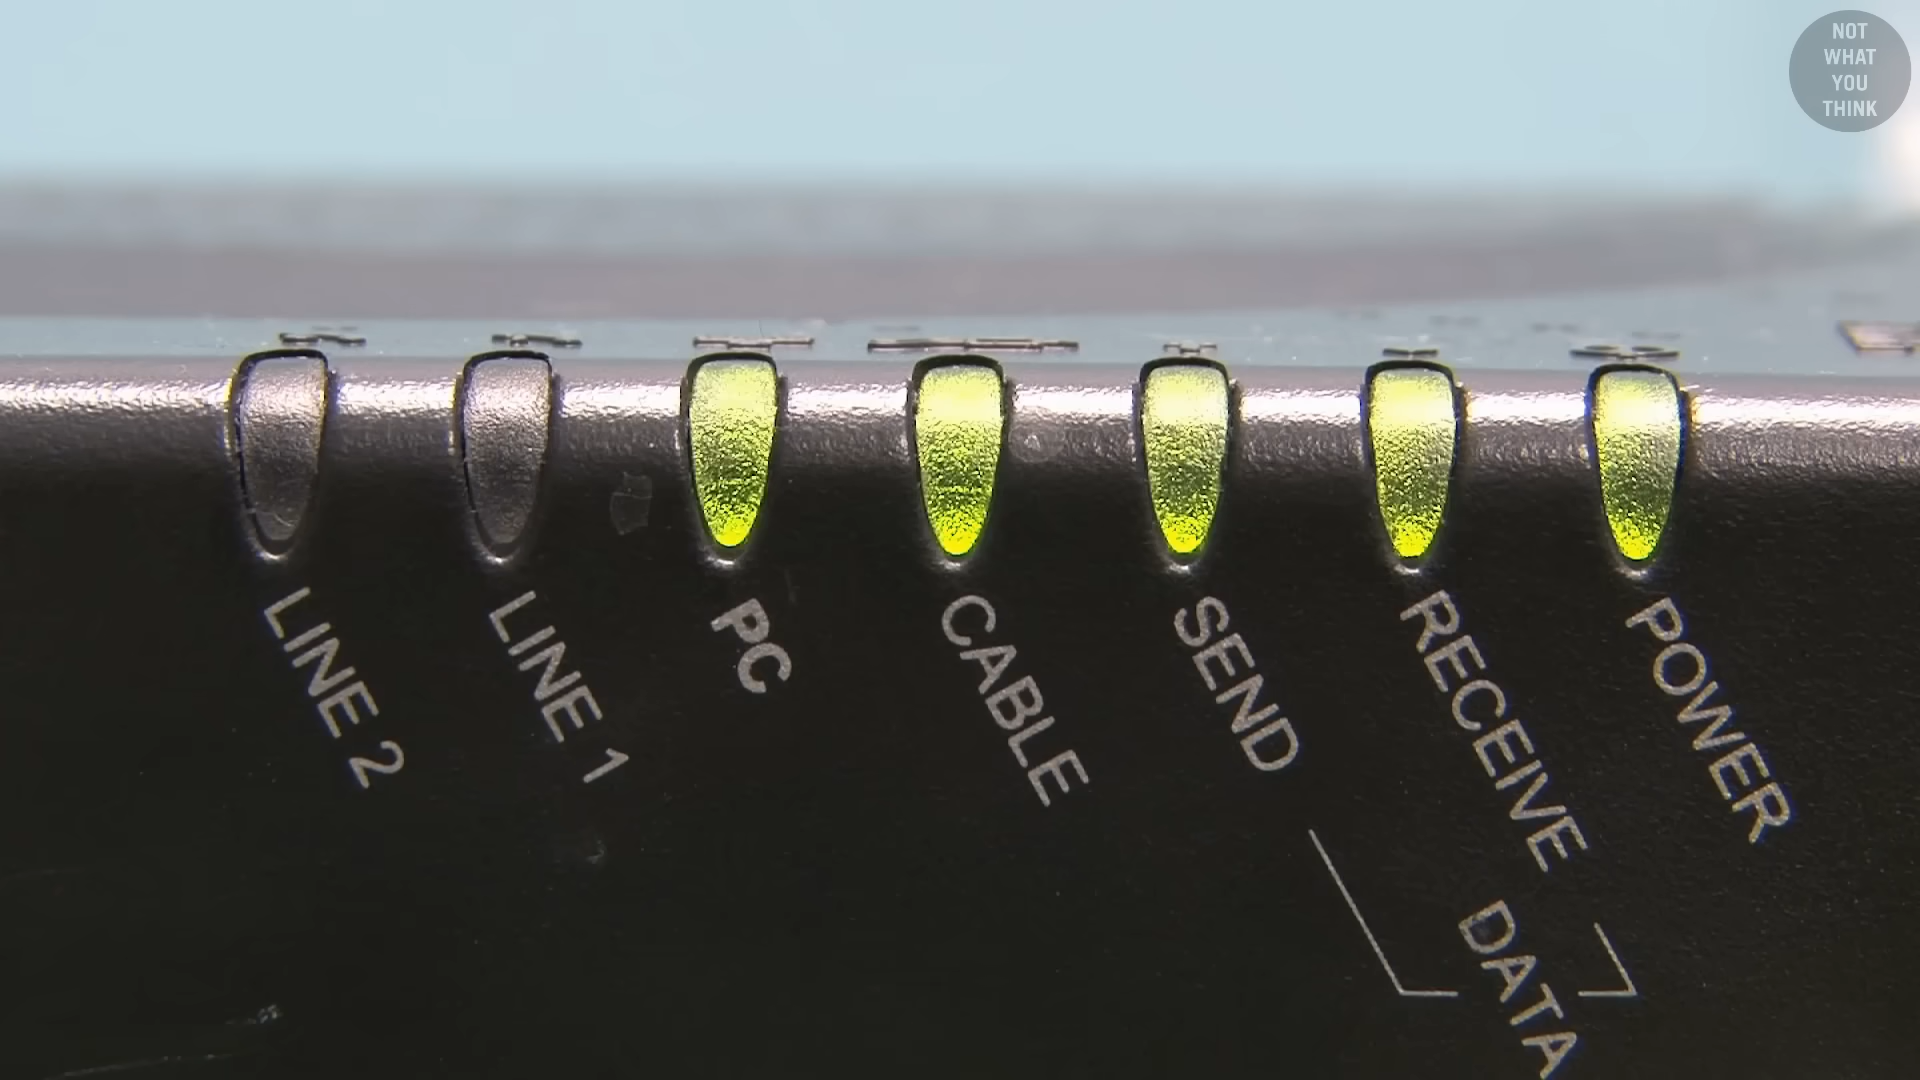 NOT
WHAT
YOU
THINK
LINE 2
LINE 1
PC
CABLE
SEND
RECEIVE
POWER
DATA